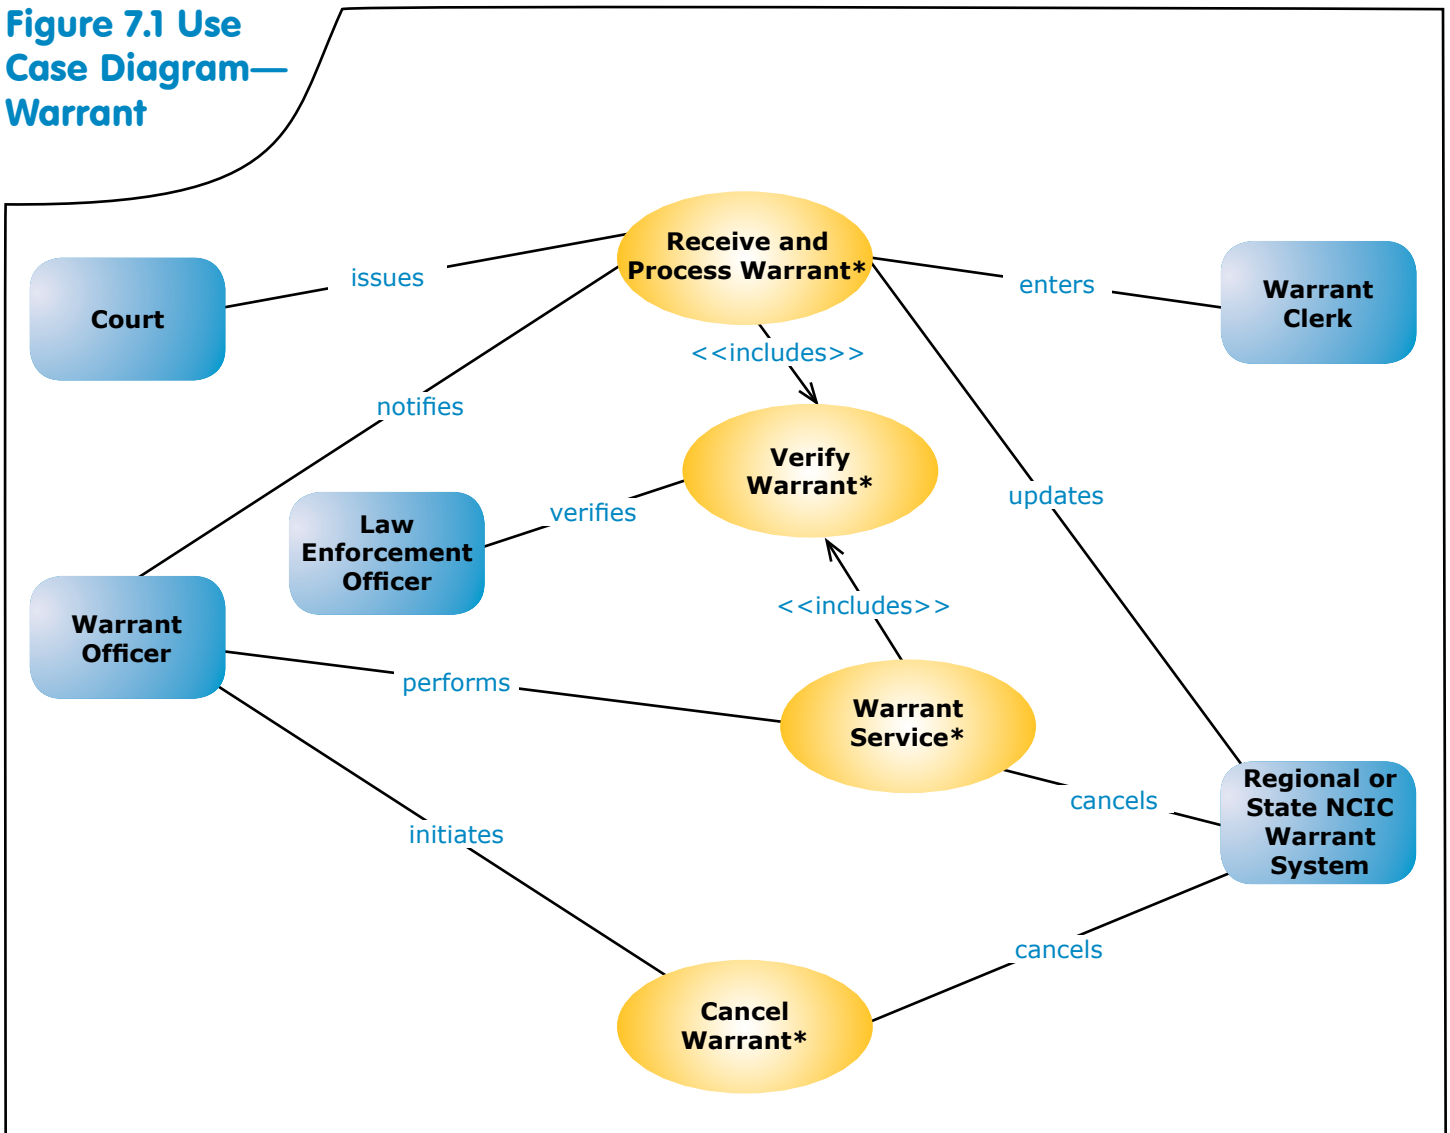 Figure 7.1 Use
Case Diagram—
Warrant
Receive and
Process Warrant*
issues
enters
Court
Warrant
Clerk
<<includes>>
notifies
Verify
Warrant*
updates
verifies
Law
Enforcement
Officer
<<includes>>
Warrant
Officer
performs
Warrant
Service*
cancels
Regional or
State NCIC
Warrant
System
initiates
cancels
Cancel
Warrant*